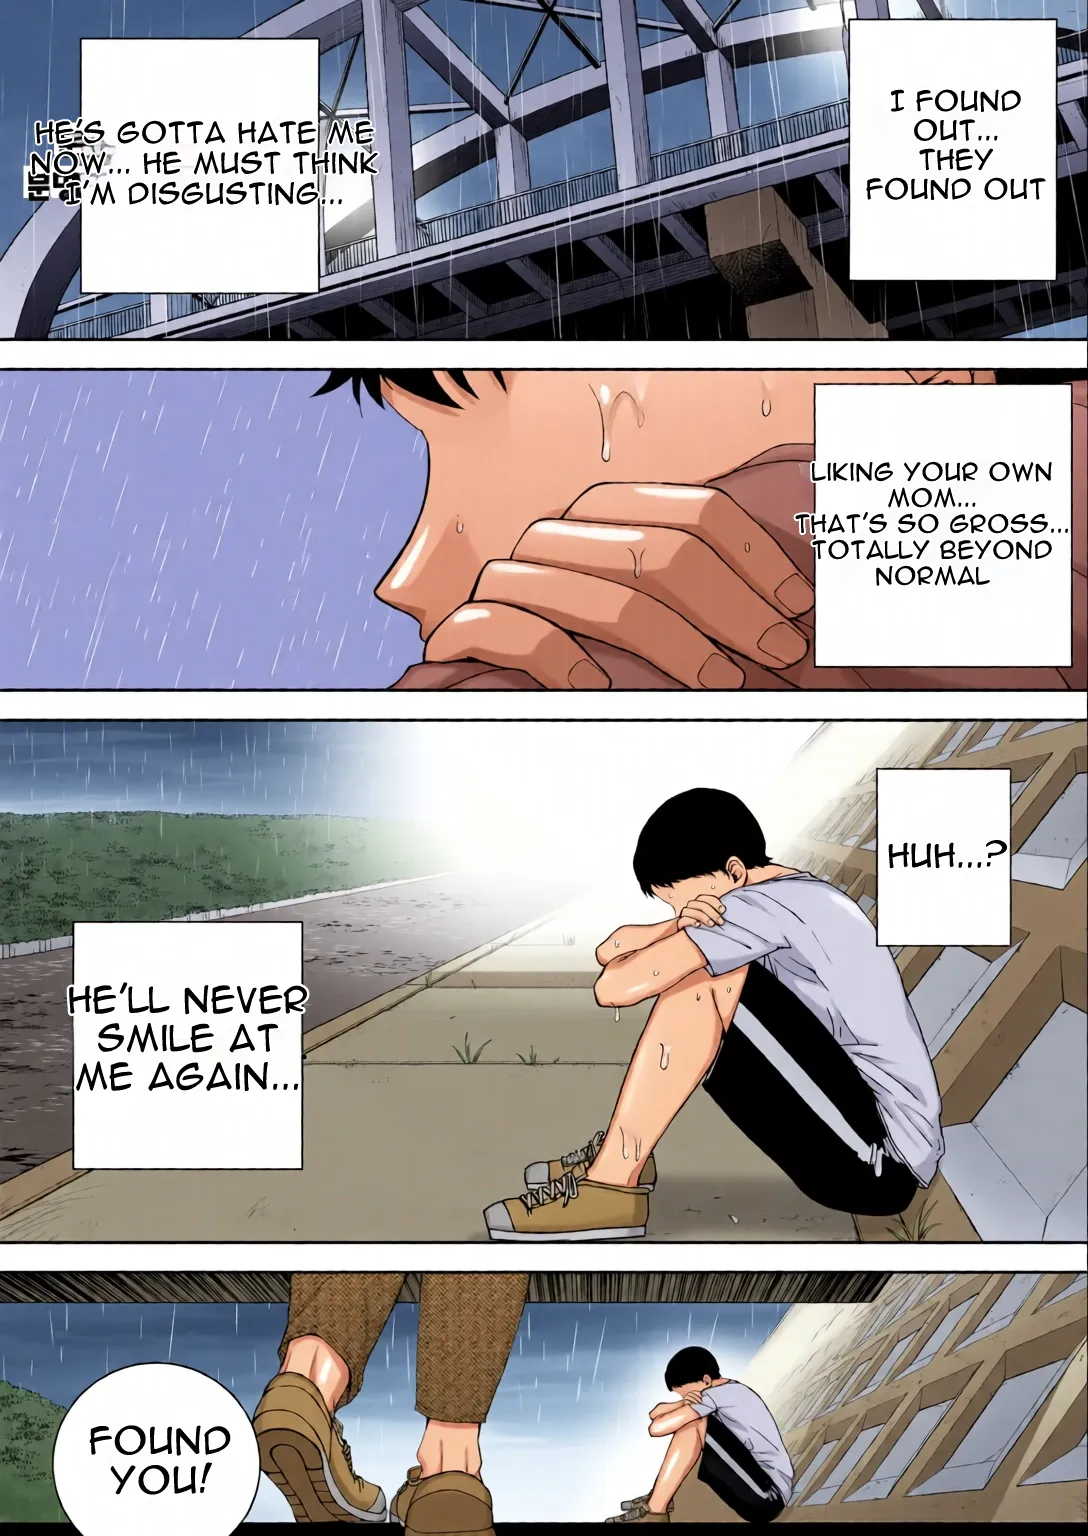 I FOUND
OUT...
THEY
FOUND OUT
HE'S GOTTA HATE ME
NOW... HE MUST THINK
I'M DISGUSTING...
LIKING YOUR OWN
MOM...
THAT'S SO GROSS...
TOTALLY BEYOND
NORMAL
HUH...?
HE'LL NEVER
SMILE AT
ME AGAIN...
FOUND
YOU!